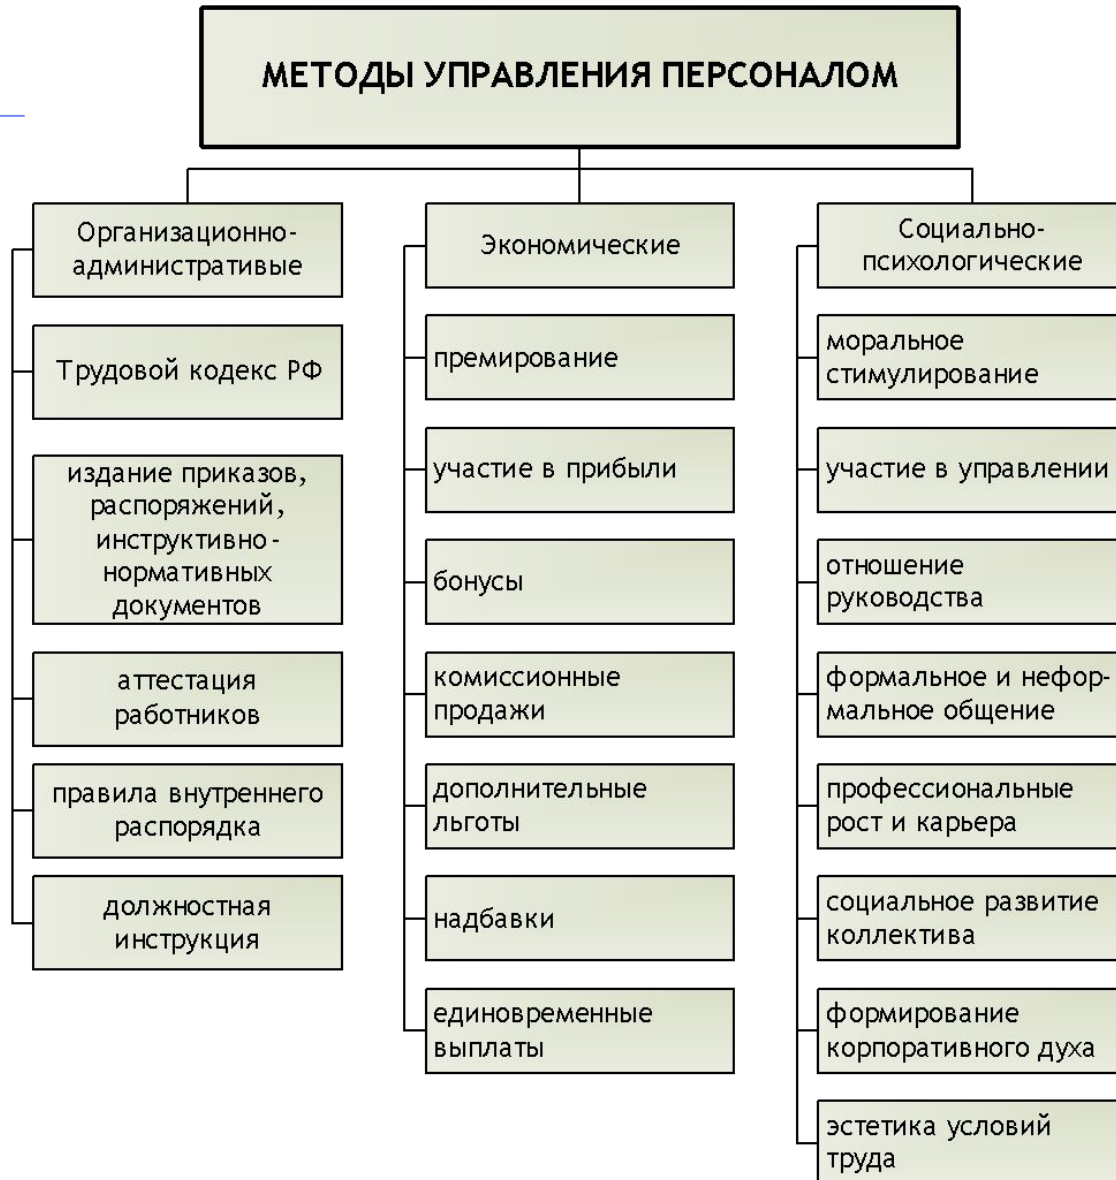 МЕТОДЫ УПРАВЛЕНИЯ ПЕРСОНАЛОМ
Организационно-
административые
Трудовой кодекс РФ
издание приказов,
распоряжений,
инструктивно-
нормативных
документов
аттестация
работников
правила внутреннего
распорядка
должностная
инструкция
Экономические
премирование
участие в прибыли
бонусы
комиссионные
продажи
дополнительные
льготы
надбавки
единовременные
выплаты
Социально-
психологические
моральное
стимулирование
участие в управлении
отношение
руководства
формальное и нефор-
мальное общение
профессиональные
рост и карьера
социальное развитие
коллектива
формирование
корпоративного духа
эстетика условий
труда